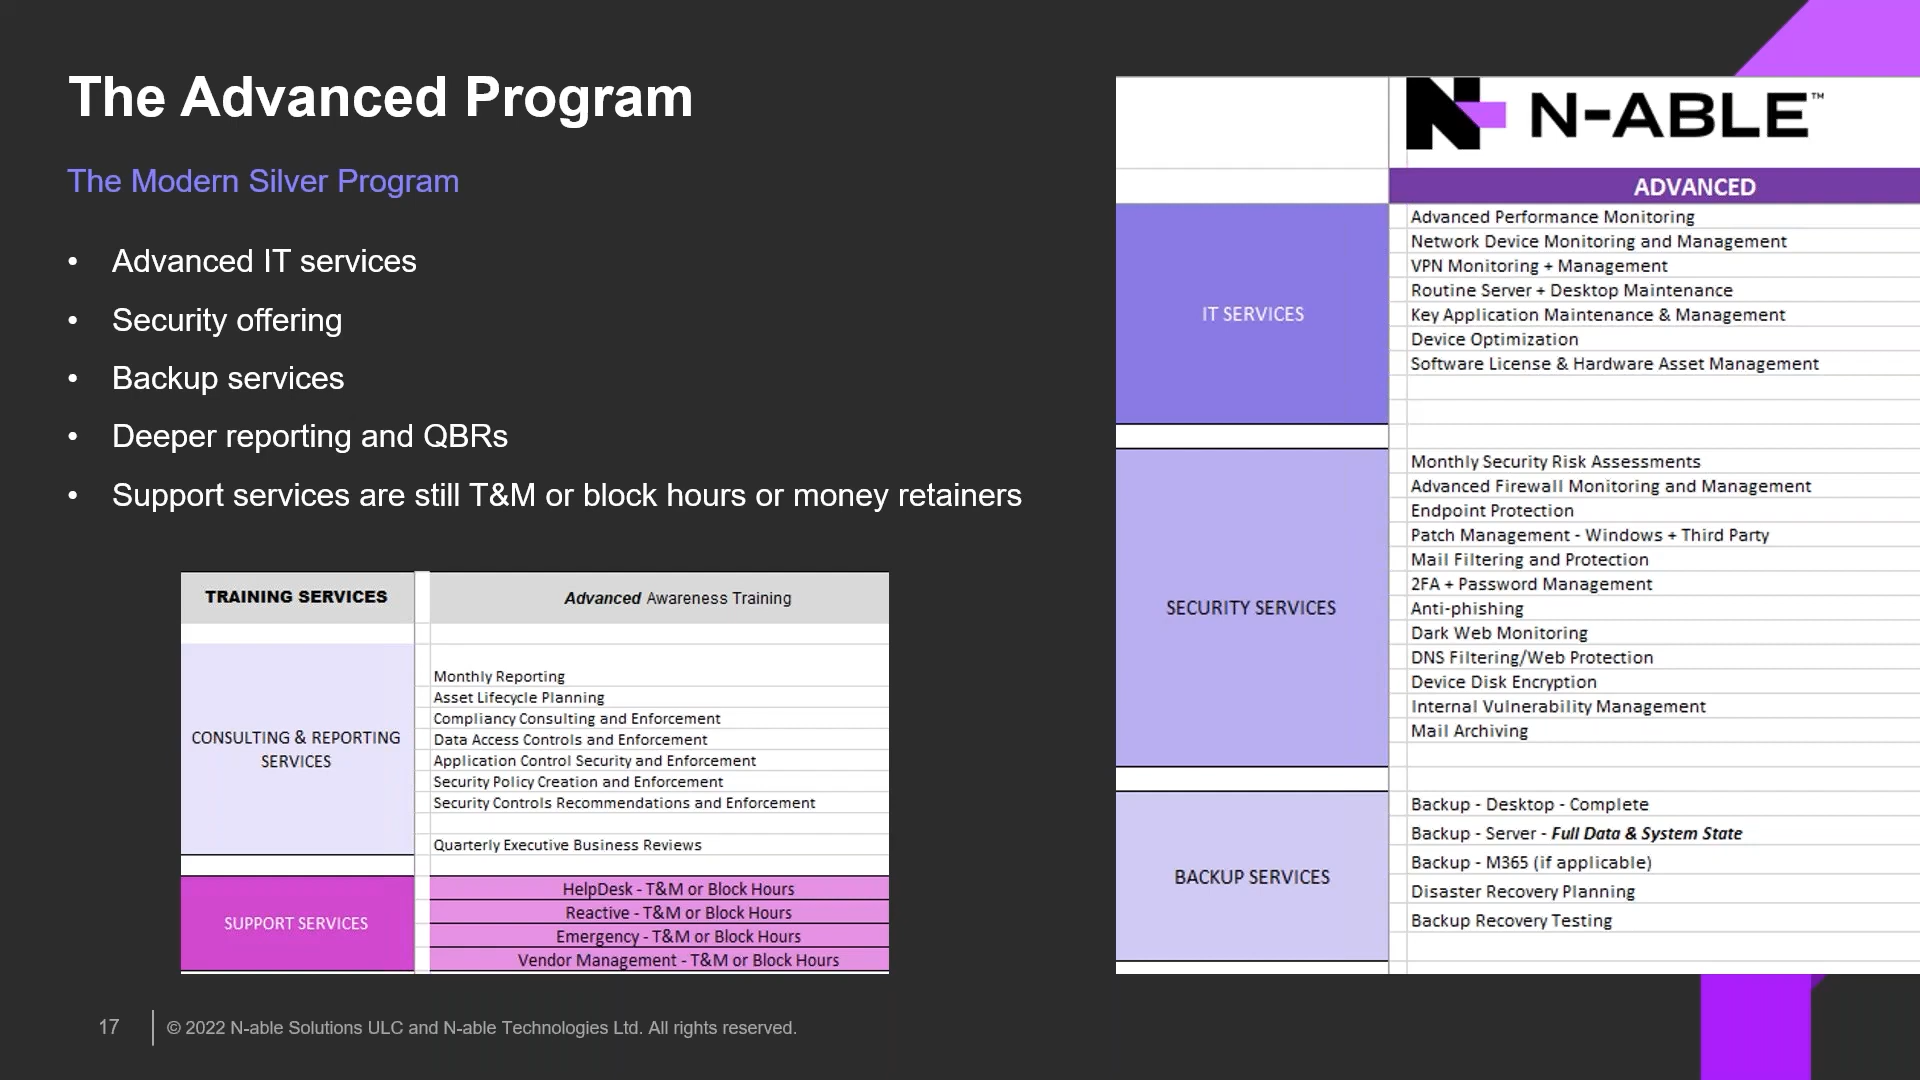 The Advanced Program
The Modern Silver Program
• Advanced IT services
• Security offering
• Backup services
• Deeper reporting and QBRs
• Support services are still T&M or block hours or money retainers
TRAINING SERVICES
Advanced Awareness Training
CONSULTING & REPORTING
SERVICES
Monthly Reporting
Asset Lifecycle Planning
Compliancy Consulting and Enforcement
Data Access Controls and Enforcement
Application Control Security and Enforcement
Security Policy Creation and Enforcement
Security Controls Recommendations and Enforcement
Quarterly Executive Business Reviews
SUPPORT SERVICES
HelpDesk - T&M or Block Hours
Reactive - T&M or Block Hours
Emergency - T&M or Block Hours
Vendor Management - T&M or Block Hours
N-ABLE™
ADVANCED
IT SERVICES
Advanced Performance Monitoring
Network Device Monitoring and Management
VPN Monitoring + Management
Routine Server + Desktop Maintenance
Key Application Maintenance & Management
Device Optimization
Software License & Hardware Asset Management
SECURITY SERVICES
Monthly Security Risk Assessments
Advanced Firewall Monitoring and Management
Endpoint Protection
Patch Management - Windows + Third Party
Mail Filtering and Protection
2FA + Password Management
Anti-phishing
Dark Web Monitoring
DNS Filtering/Web Protection
Device Disk Encryption
Internal Vulnerability Management
Mail Archiving
BACKUP SERVICES
Backup - Desktop - Complete
Backup - Server - Full Data & System State
Backup - M365 (if applicable)
Disaster Recovery Planning
Backup Recovery Testing
17
© 2022 N-able Solutions ULC and N-able Technologies Ltd. All rights reserved.